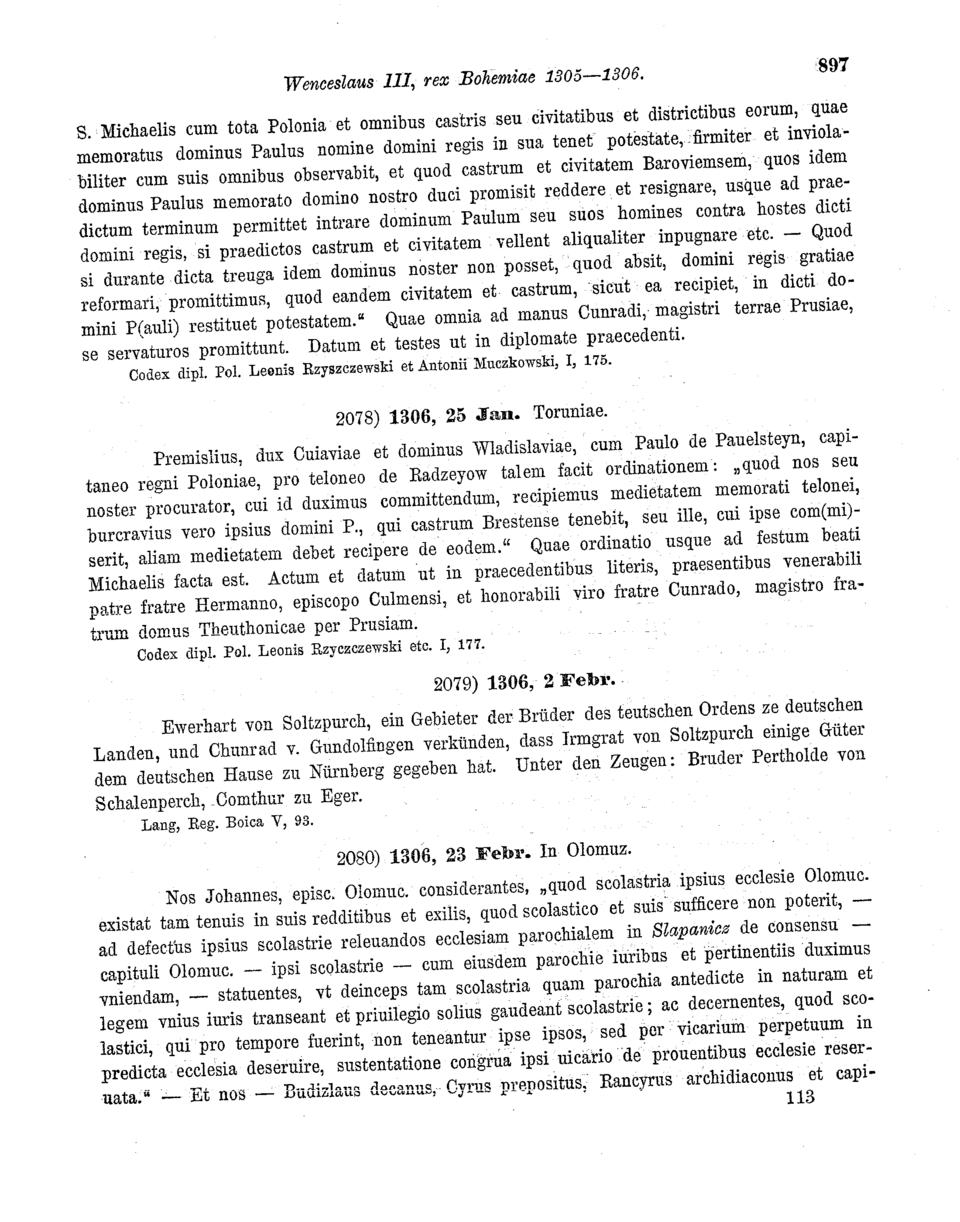 Wenceslaus III, rex Bohemiae 1305—1306.
897
S. Michaelis cum tota Polonia et omnibus castris seu civitatibus et districtibus eorum, quae
memoratus dominus Paulus nomine domini regis in sua tenet potestate, firmiter et inviola-
biliter cum suis omnibus observabit, et quod castrum et civitatem Baroviemsem, quos idem
dominus Paulus memorato domino nostro duci promisit reddere et resignare, usque ad prae-
dictum terminum permittet intrare dominum Paulum seu suos homines contra hostes dicti
domini regis, si praedictos castrum et civitatem vellent aliqualiter inpugnare etc. — Quod
si durante dicta treuga idem dominus noster non posset, quod absit, domini regis gratiae
reformari, promittimus, quod eandem civitatem et castrum, sicut ea recipiet, in dicti do-
mini P(auli) restituet potestatem.“ Quae omnia ad manus Cunradi, magistri terrae Prusiae,
se servaturos promittunt. Datum et testes ut in diplomate praecedenti.
Codex dipl. Pol. Leonis Rzyszczewski et Antonii Muczkowski, I, 175.
2078) 1306, 25 Jan. Toruniae.
Premislius, dux Cuiaviae et dominus Wladislaviae, cum Paulo de Pauelsteyn, capi-
taneo regni Poloniae, pro teloneo de Radzeyow talem facit ordinationem: „quod nos seu
noster procurator, cui id duximus committendum, recipiemus medietatem memorati telonei,
burcravius vero ipsius domini P., qui castrum Brestense tenebit, seu ille, cui ipse com(mi)-
serit, aliam medietatem debet recipere de eodem.“ Quae ordinatio usque ad festum beati
Michaelis facta est. Actum et datum ut in praecedentibus literis, praesentibus venerabili
patre fratre Hermanno, episcopo Culmensi, et honorabili viro fratre Cunrado, magistro fra-
trum domus Theuthonicae per Prusiam.
Codex dipl. Pol. Leonis Rzyczczewski etc. I, 177.
2079) 1306, 2 Febr.
Ewerhart von Soltzpurch, ein Gebieter der Brüder des teutschen Ordens ze deutschen
Landen, und Chunrad v. Gundolfingen verkünden, dass Irmgrat von Soltzpurch einige Güter
dem deutschen Hause zu Nürnberg gegeben hat. Unter den Zeugen: Bruder Pertholde von
Schalenperch, Comthur zu Eger.
Lang, Reg. Boica V, 93.
2080) 1306, 23 Febr. In Olomuz.
Nos Johannes, episc. Olomuc. considerantes, „quod scolastria ipsius ecclesie Olomuc.
existat tam tenuis in suis redditibus et exilis, quod scolastico et suis sufficere non poterit, —
ad defectus ipsius scolastrie releuandos ecclesiam parochialem in Slapanicz de consensu —
capituli Olomuc. — ipsi scolastrie — cum eiusdem parochie iuribus et pertinentiis duximus
vniendam, — statuentes, vt deinceps tam scolastria quam parochia antedicte in naturam et
legem vnius iuris transeant et priuilegio solius gaudeant scolastrie; ac decernentes, quod sco-
lastici, qui pro tempore fuerint, non teneantur ipse ipsos, sed per vicarium perpetuum in
predicta ecclesia deseruire, sustentatione congrua ipsi uicario de prouentibus ecclesie reser-
uata.“ — Et nos — Budizlaus decanus, Cyrus prepositus, Rancyrus archidiaconus et capi-
113